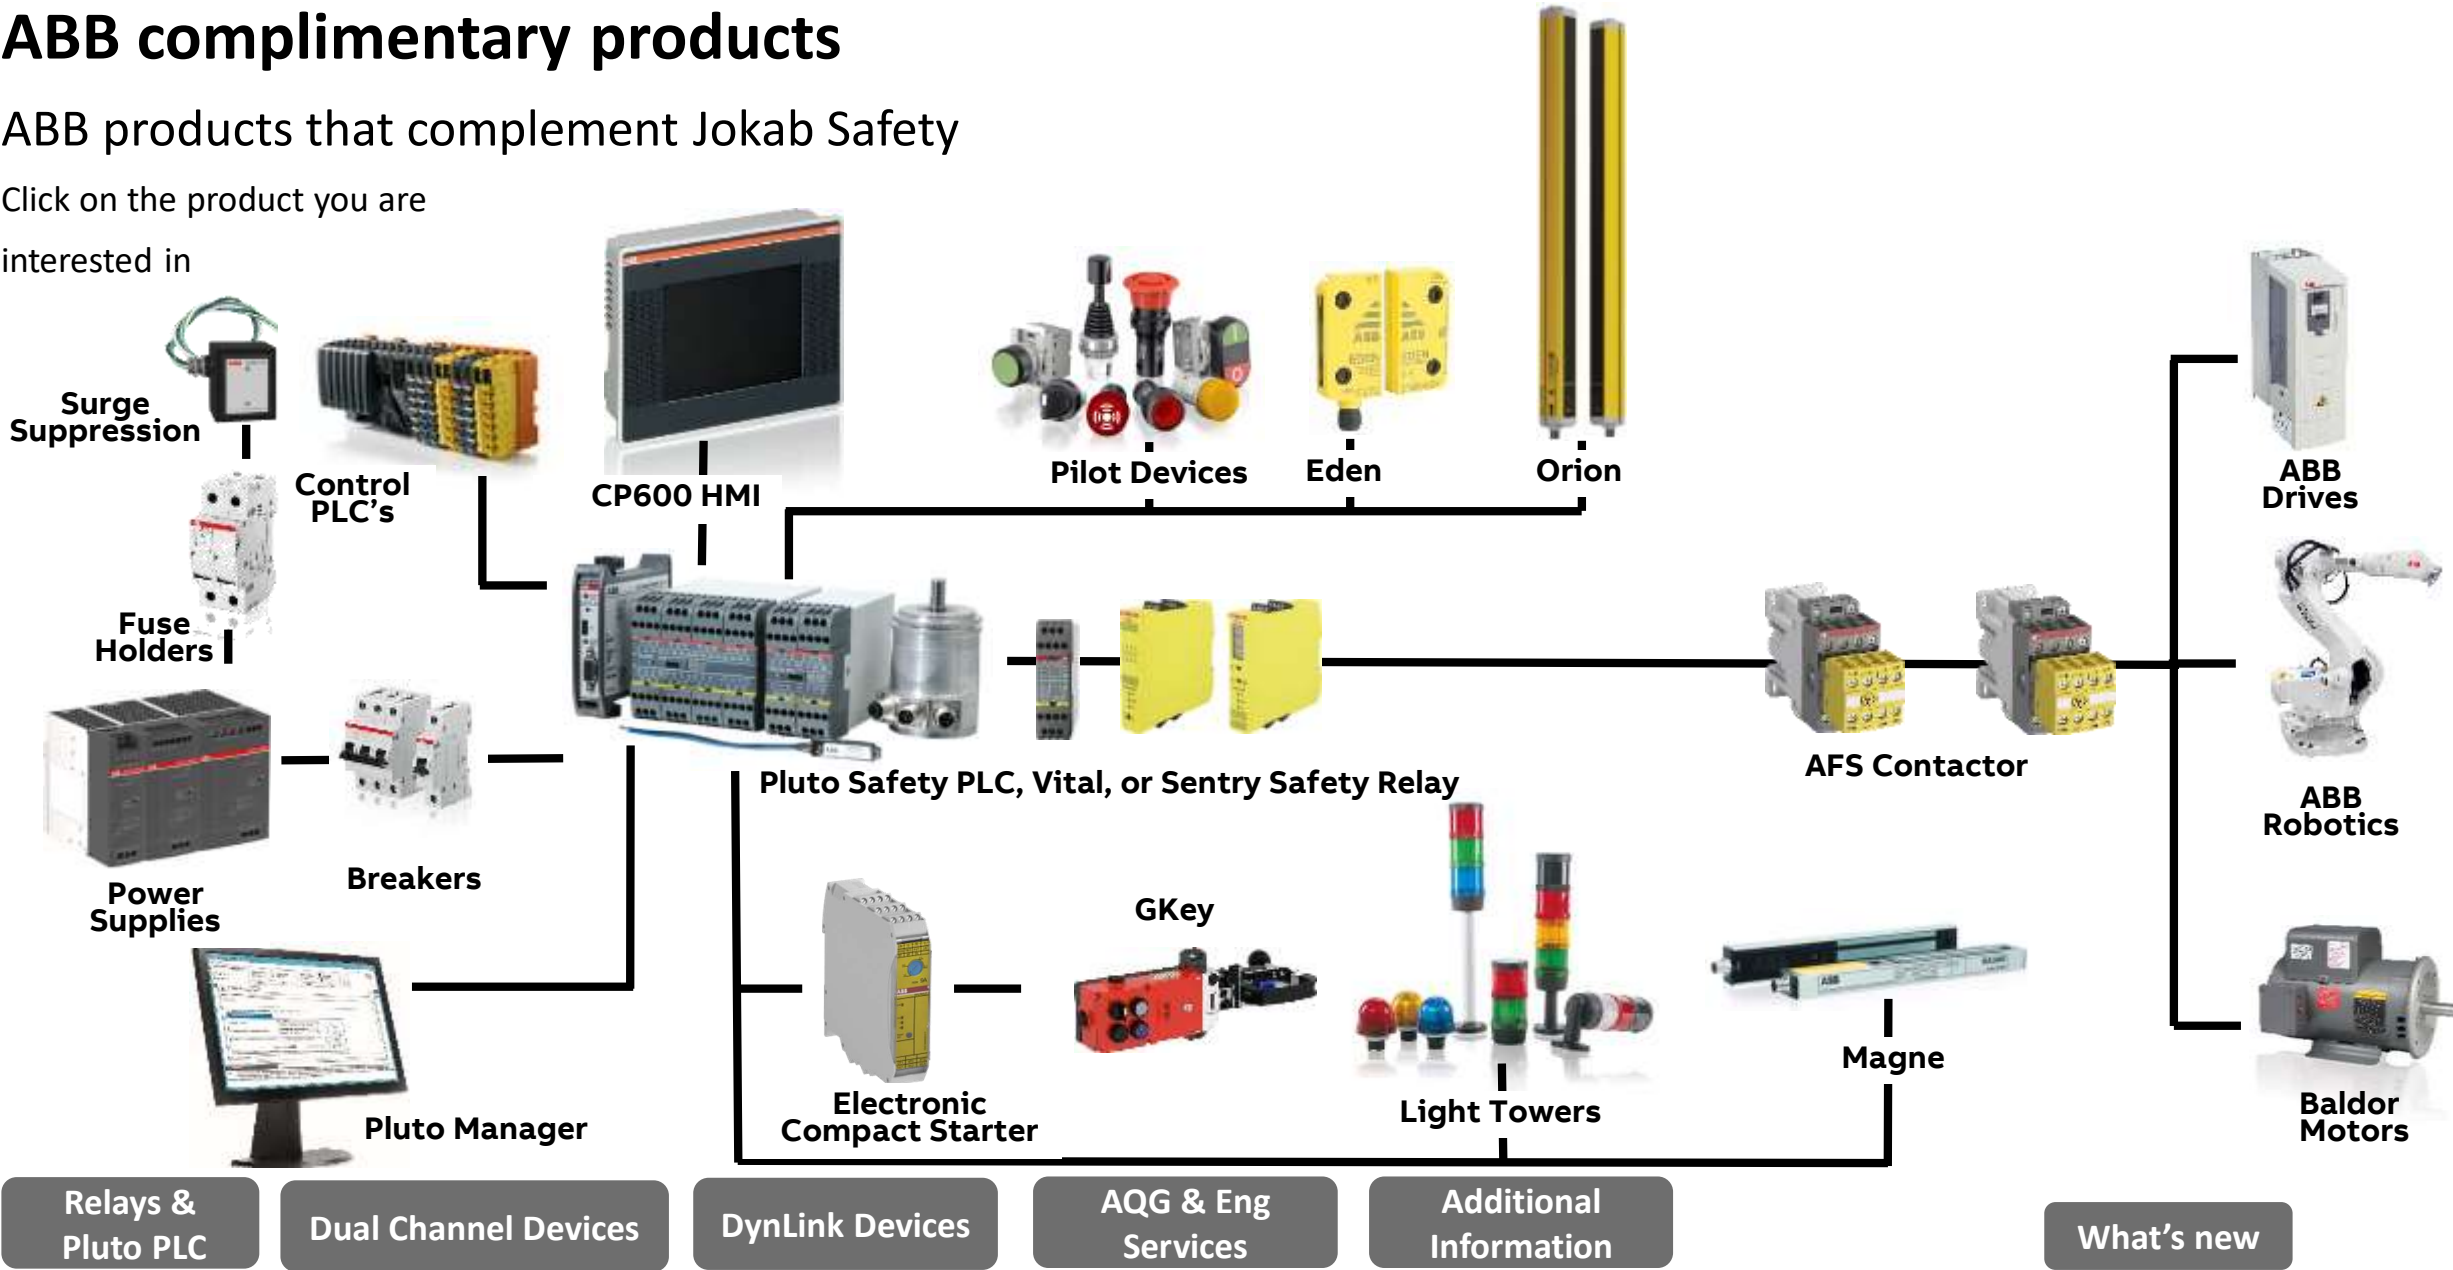 ABB complimentary products
ABB products that complement Jokab Safety
Click on the product you are
interested in
Surge
Suppression
Control
PLC's
CP600 HMI
Pilot Devices
Eden
Orion
ABB
Drives
Fuse
Holders
Pluto Safety PLC, Vital, or Sentry Safety Relay
AFS Contactor
ABB
Robotics
Power
Supplies
Breakers
GKey
Pluto Manager
Electronic
Compact Starter
Light Towers
Magne
Baldor
Motors
Relays &
Pluto PLC
Dual Channel Devices
DynLink Devices
AQG & Eng
Services
Additional
Information
What's new